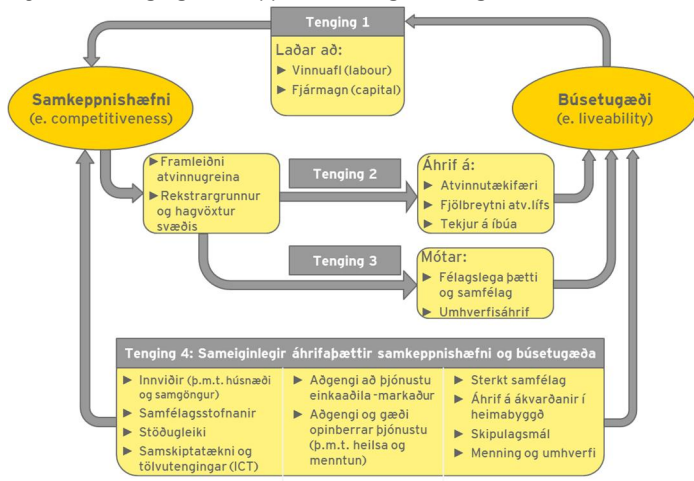 Tenging 1
Laðar að:
► Vinnuafl (labour)
► Fjármagn (capital)
Samkeppnishæfni
(e. competitiveness)
Búsetugæði
(e. liveability)
► Framleiðni
atvinnugreina
► Rekstrargrunnur
og hagvöxtur
svæðis
Tenging 2
Áhrif á:
► Atvinnutækifæri
► Fjölbreytni atv.lífs
► Tekjur á íbúa
Tenging 3
Mótar:
► Félagslega þætti
og samfélag
► Umhverfisáhrif
Tenging 4: Sameiginlegir áhrifaþættir samkeppnishæfni og búsetugæða
► Innviðir (þ.m.t. húsnæði
og samgöngur)
► Samfélagsstofnanir
► Stöðugleiki
► Samskiptatækni og
tölvutengingar (ICT)
► Aðgengi að þjónustu
einkaaðila -markaður
► Aðgengi og gæði
opinberrar þjónustu
(þ.m.t. heilsa og
menntun)
► Sterkt samfélag
► Áhrif á ákvarðanir í
heimabyggð
► Skipulagsmál
► Menning og umhverfi